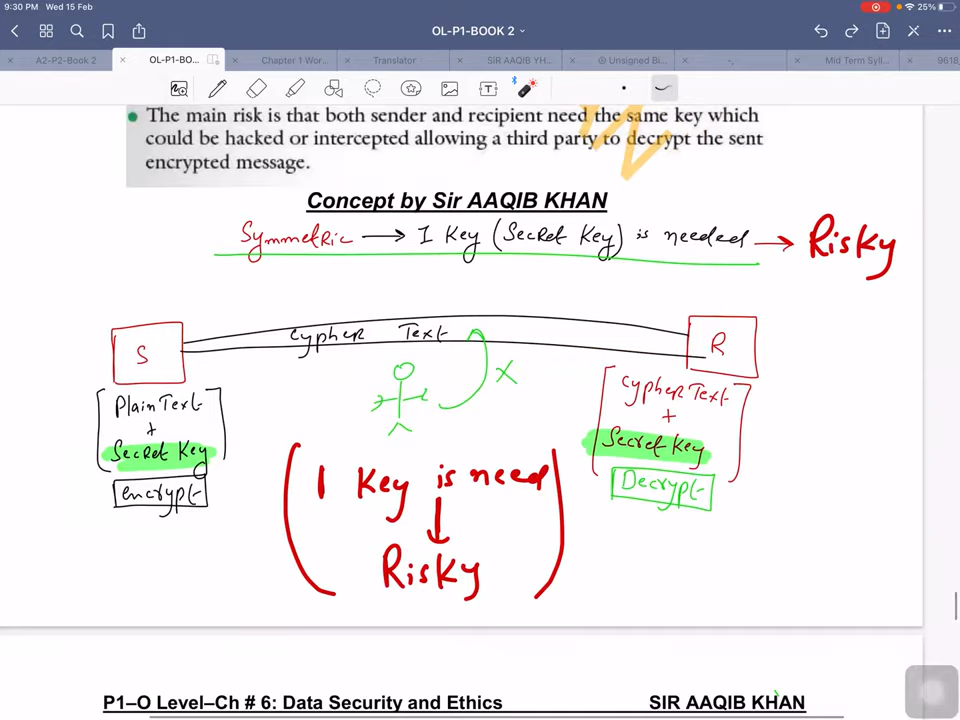 9:30 PM Wed 15 Feb
25%
OL-P1-BOOK 2
A2-P2-Book 2
OL-P1-BO...
Chapter 1 Wor...
Translator
SIR AAQIB YH...
Unsigned Bi...
Mid Term Syll...
9618_
The main risk is that both sender and recipient need the same key which
could be hacked or intercepted allowing a third party to decrypt the sent
encrypted message.
Concept by Sir AAQIB KHAN
Symmetric → 1 Key (Secret Key) is needed → Risky
Cypher Text
S
R
X
Plain Text
+
Secret Key
encrypt
Cypher Text
+
Secret Key
Decrypt
1 Key is need
↓
Risky
P1–O Level–Ch # 6: Data Security and Ethics
SIR AAQIB KHAN